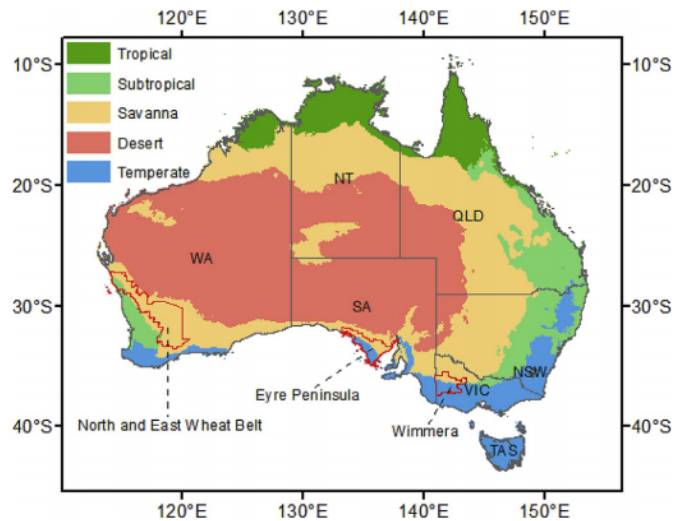 120°E 130°E 140°E 150°E
10°S 10°S
Tropical
Subtropical
Savanna
Desert
Temperate
20°S 20°S
NT
QLD
WA
SA
30°S 30°S
NSW
VIC
Eyre Peninsula
North and East Wheat Belt
Wimmera
40°S 40°S
TAS
120°E 130°E 140°E 150°E